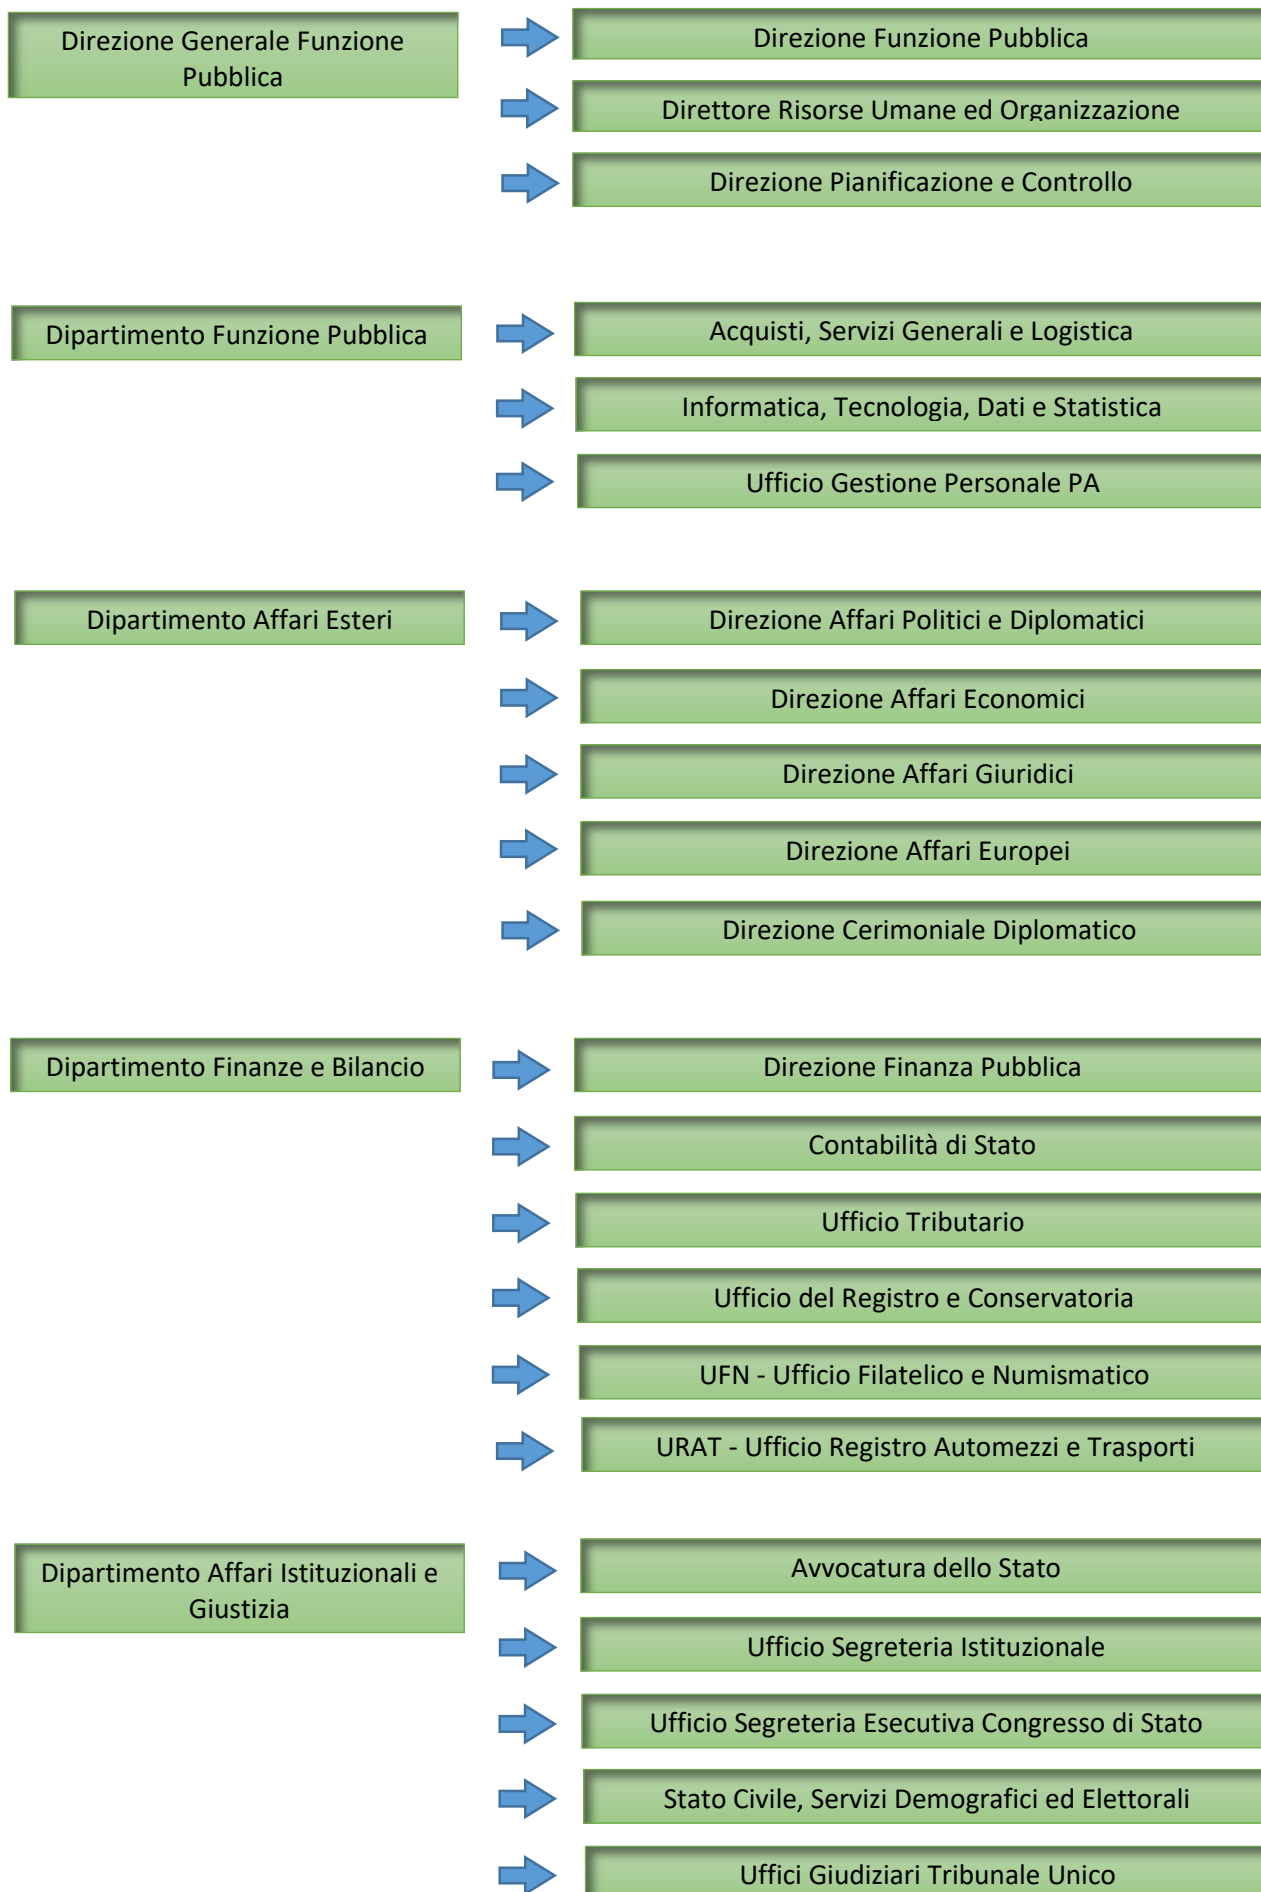 Direzione Generale Funzione
Pubblica
Direzione Funzione Pubblica
Direttore Risorse Umane ed Organizzazione
Direzione Pianificazione e Controllo
Dipartimento Funzione Pubblica
Acquisti, Servizi Generali e Logistica
Informatica, Tecnologia, Dati e Statistica
Ufficio Gestione Personale PA
Dipartimento Affari Esteri
Direzione Affari Politici e Diplomatici
Direzione Affari Economici
Direzione Affari Giuridici
Direzione Affari Europei
Direzione Cerimoniale Diplomatico
Dipartimento Finanze e Bilancio
Direzione Finanza Pubblica
Contabilità di Stato
Ufficio Tributario
Ufficio del Registro e Conservatoria
UFN - Ufficio Filatelico e Numismatico
URAT - Ufficio Registro Automezzi e Trasporti
Dipartimento Affari Istituzionali e
Giustizia
Avvocatura dello Stato
Ufficio Segreteria Istituzionale
Ufficio Segreteria Esecutiva Congresso di Stato
Stato Civile, Servizi Demografici ed Elettorali
Uffici Giudiziari Tribunale Unico